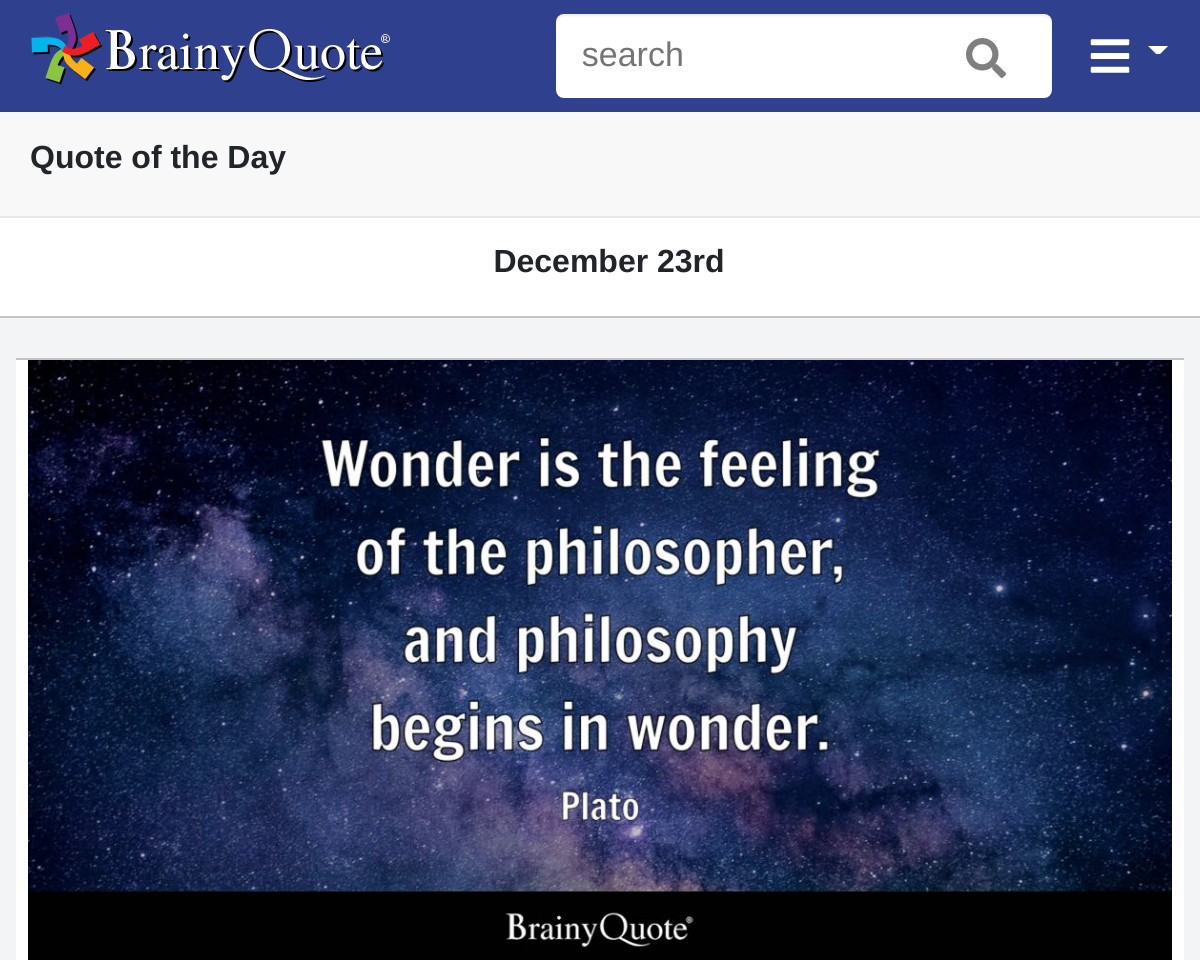 BrainyQuote®
search
Quote of the Day
December 23rd
Wonder is the feeling
of the philosopher,
and philosophy
begins in wonder.
Plato
BrainyQuote®